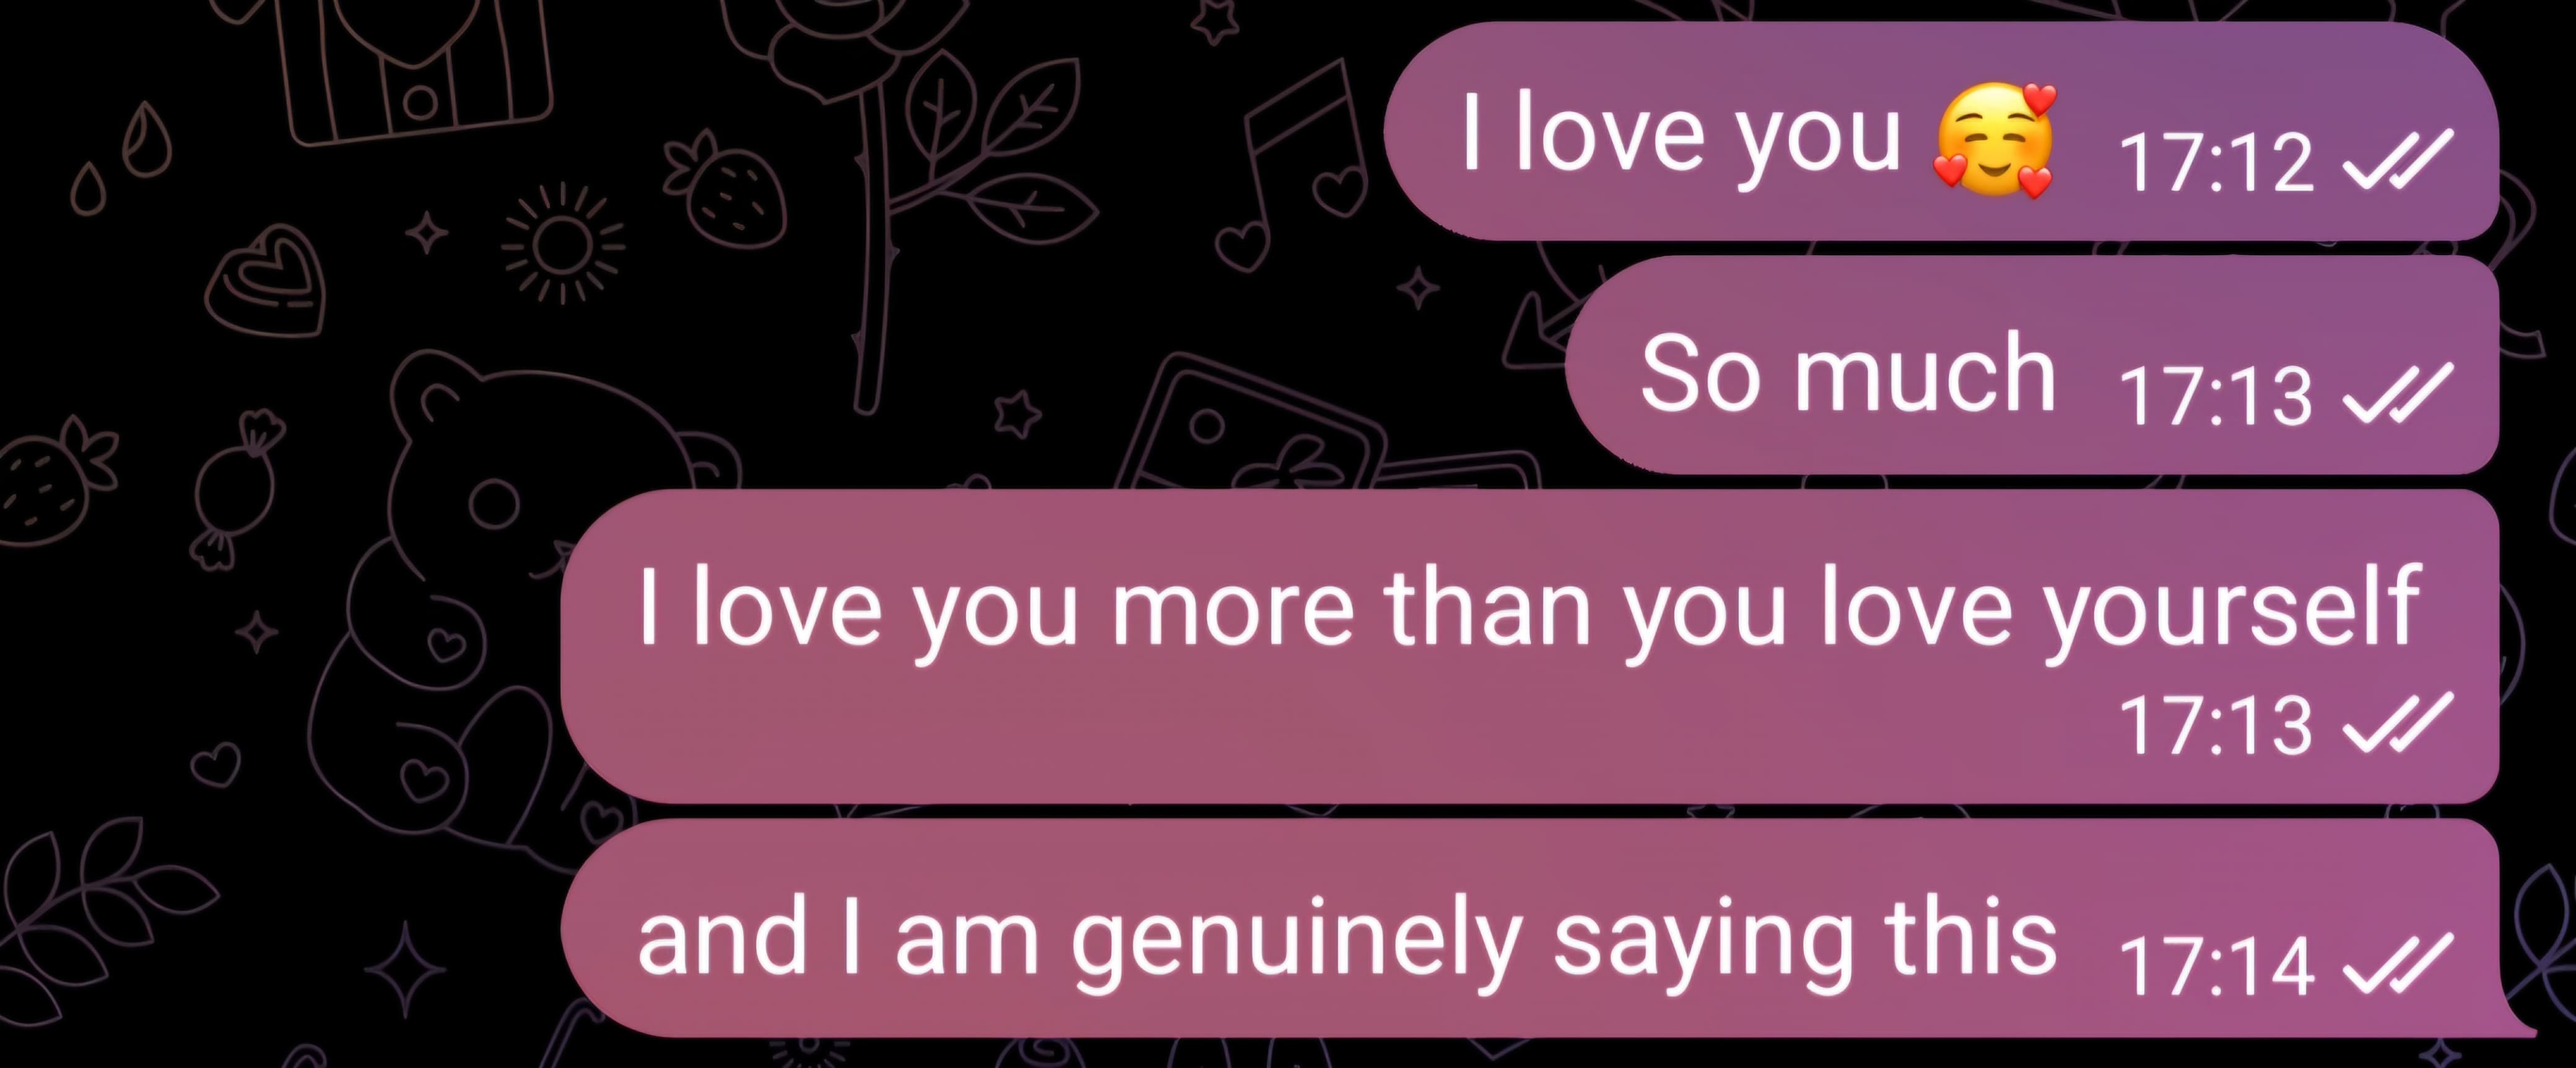 I love you 🥰 17:12
So much 17:13
I love you more than you love yourself
17:13
and I am genuinely saying this 17:14